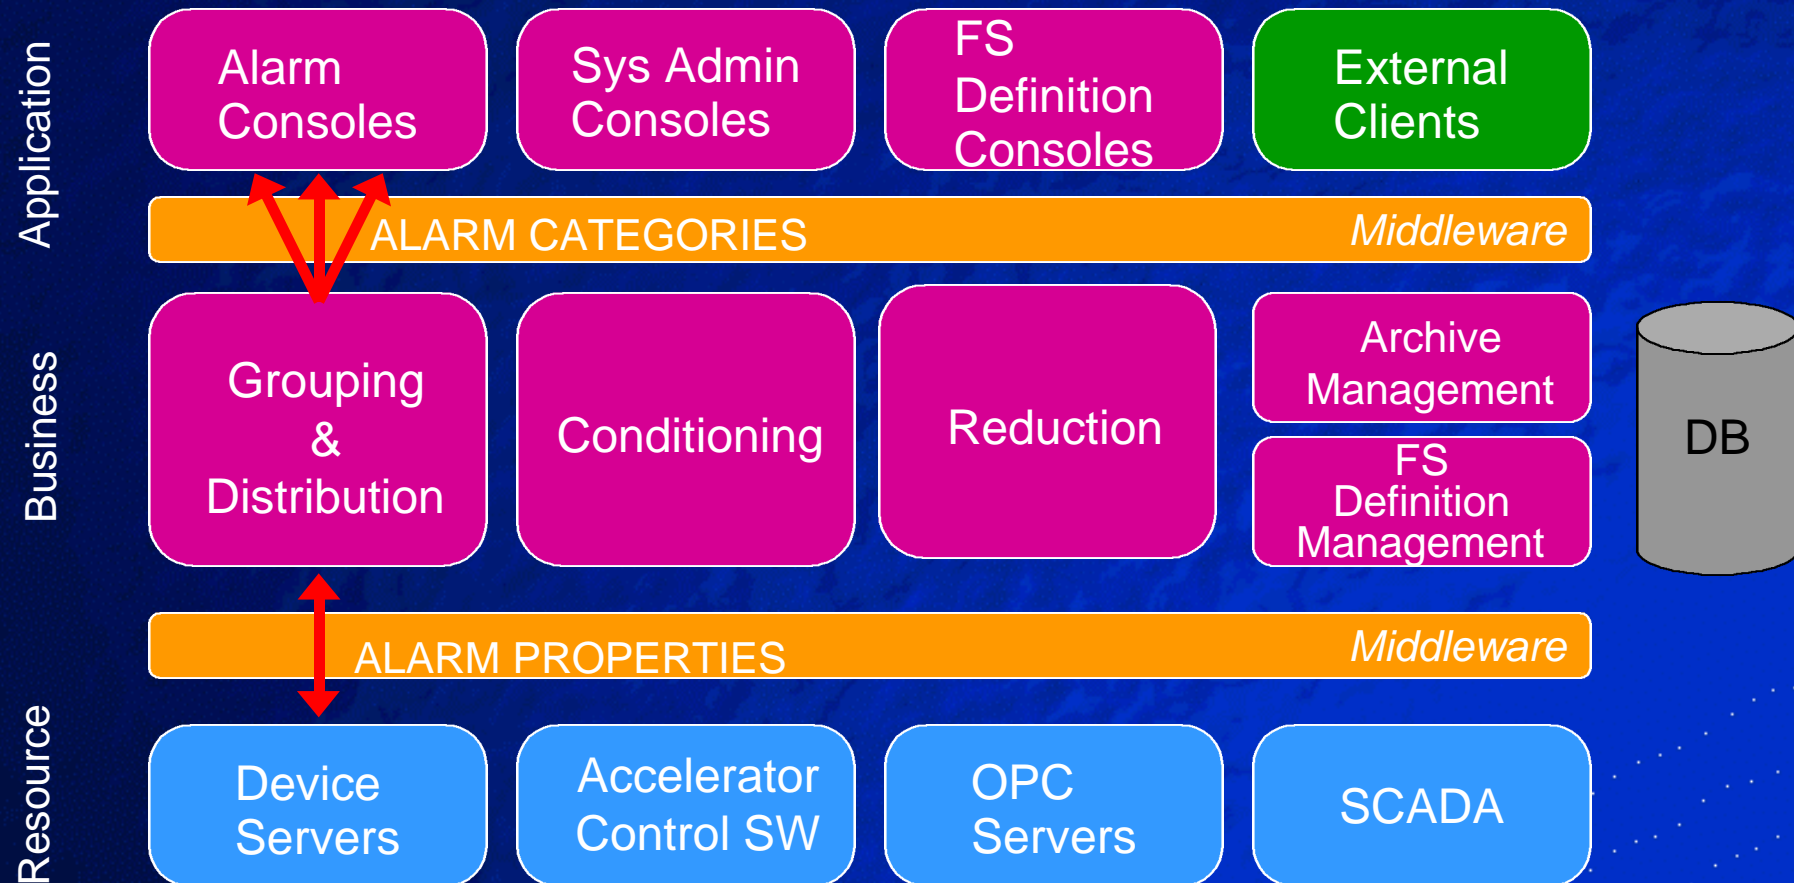 Application
Alarm
Consoles
Sys Admin
Consoles
FS
Definition
Consoles
External
Clients
ALARM CATEGORIES
Middleware
Business
Grouping
&
Distribution
Conditioning
Reduction
Archive
Management
FS
Definition
Management
DB
ALARM PROPERTIES
Middleware
Resource
Device
Servers
Accelerator
Control SW
OPC
Servers
SCADA